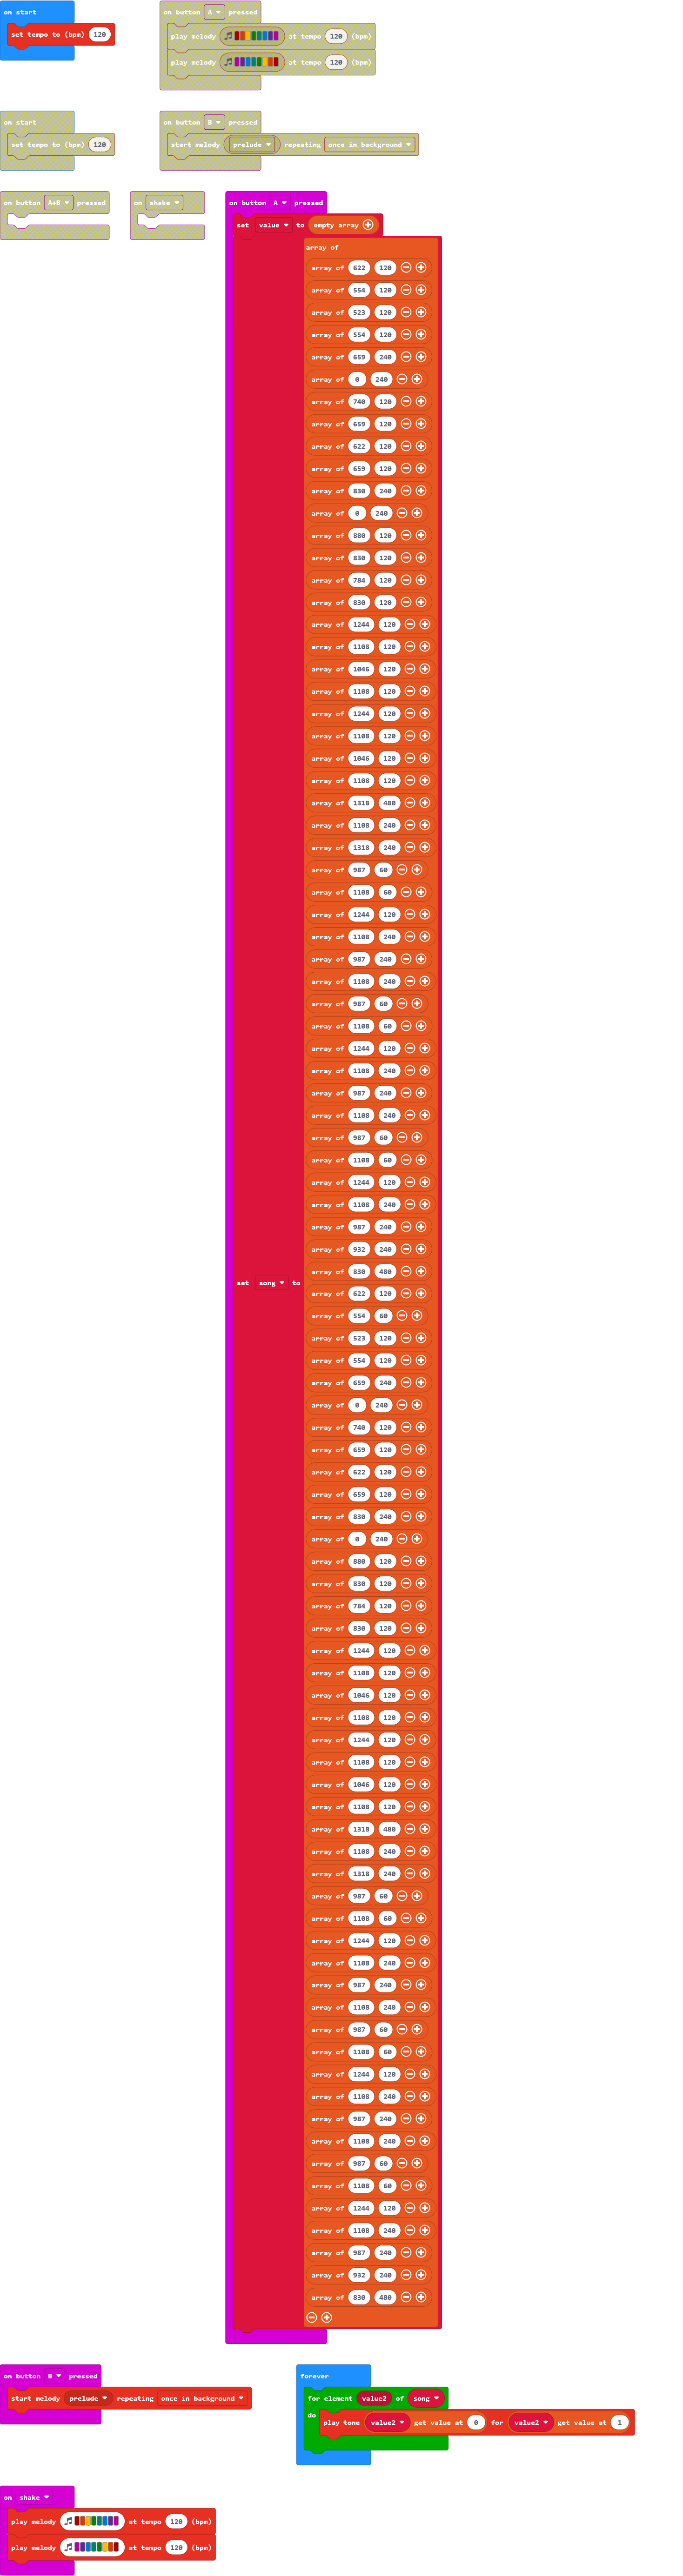 on start
set tempo to (bpm) 120
on button A pressed
play melody at tempo 120 (bpm)
play melody at tempo 120 (bpm)
on start
set tempo to (bpm) 120
on button B pressed
start melody prelude repeating once in background
on button A+B pressed
on shake
on button A pressed
set value to empty array
set song to
array of
array of 622 120
array of 554 120
array of 523 120
array of 554 120
array of 659 240
array of 0 240
array of 740 120
array of 659 120
array of 622 120
array of 659 120
array of 830 240
array of 0 240
array of 880 120
array of 830 120
array of 784 120
array of 830 120
array of 1244 120
array of 1108 120
array of 1046 120
array of 1108 120
array of 1244 120
array of 1108 120
array of 1046 120
array of 1108 120
array of 1318 480
array of 1108 240
array of 1318 240
array of 987 60
array of 1108 60
array of 1244 120
array of 1108 240
array of 987 240
array of 1108 240
array of 987 60
array of 1108 60
array of 1244 120
array of 1108 240
array of 987 240
array of 1108 240
array of 987 60
array of 1108 60
array of 1244 120
array of 1108 240
array of 987 240
array of 932 240
array of 830 480
array of 622 120
array of 554 60
array of 523 120
array of 554 120
array of 659 240
array of 0 240
array of 740 120
array of 659 120
array of 622 120
array of 659 120
array of 830 240
array of 0 240
array of 880 120
array of 830 120
array of 784 120
array of 830 120
array of 1244 120
array of 1108 120
array of 1046 120
array of 1108 120
array of 1244 120
array of 1108 120
array of 1046 120
array of 1108 120
array of 1318 480
array of 1108 240
array of 1318 240
array of 987 60
array of 1108 60
array of 1244 120
array of 1108 240
array of 987 240
array of 1108 240
array of 987 60
array of 1108 60
array of 1244 120
array of 1108 240
array of 987 240
array of 1108 240
array of 987 60
array of 1108 60
array of 1244 120
array of 1108 240
array of 987 240
array of 932 240
array of 830 480
on button B pressed
start melody prelude repeating once in background
forever
for element value2 of song
do
play tone value2 get value at 0 for value2 get value at 1
on shake
play melody at tempo 120 (bpm)
play melody at tempo 120 (bpm)